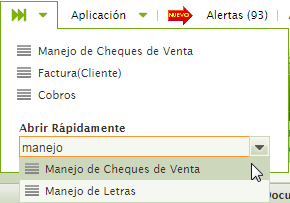 Aplicación NUEVO Alertas (93)
Manejo de Cheques de Venta
Factura(Cliente)
Cobros
Abrir Rápidamente
manejo
Manejo de Cheques de Venta
Manejo de Letras